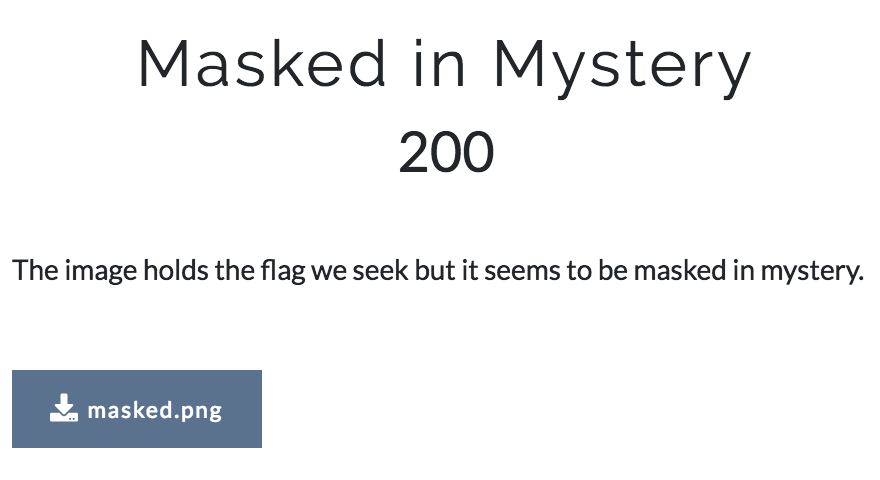 Masked in Mystery
200
The image holds the flag we seek but it seems to be masked in mystery.
masked.png